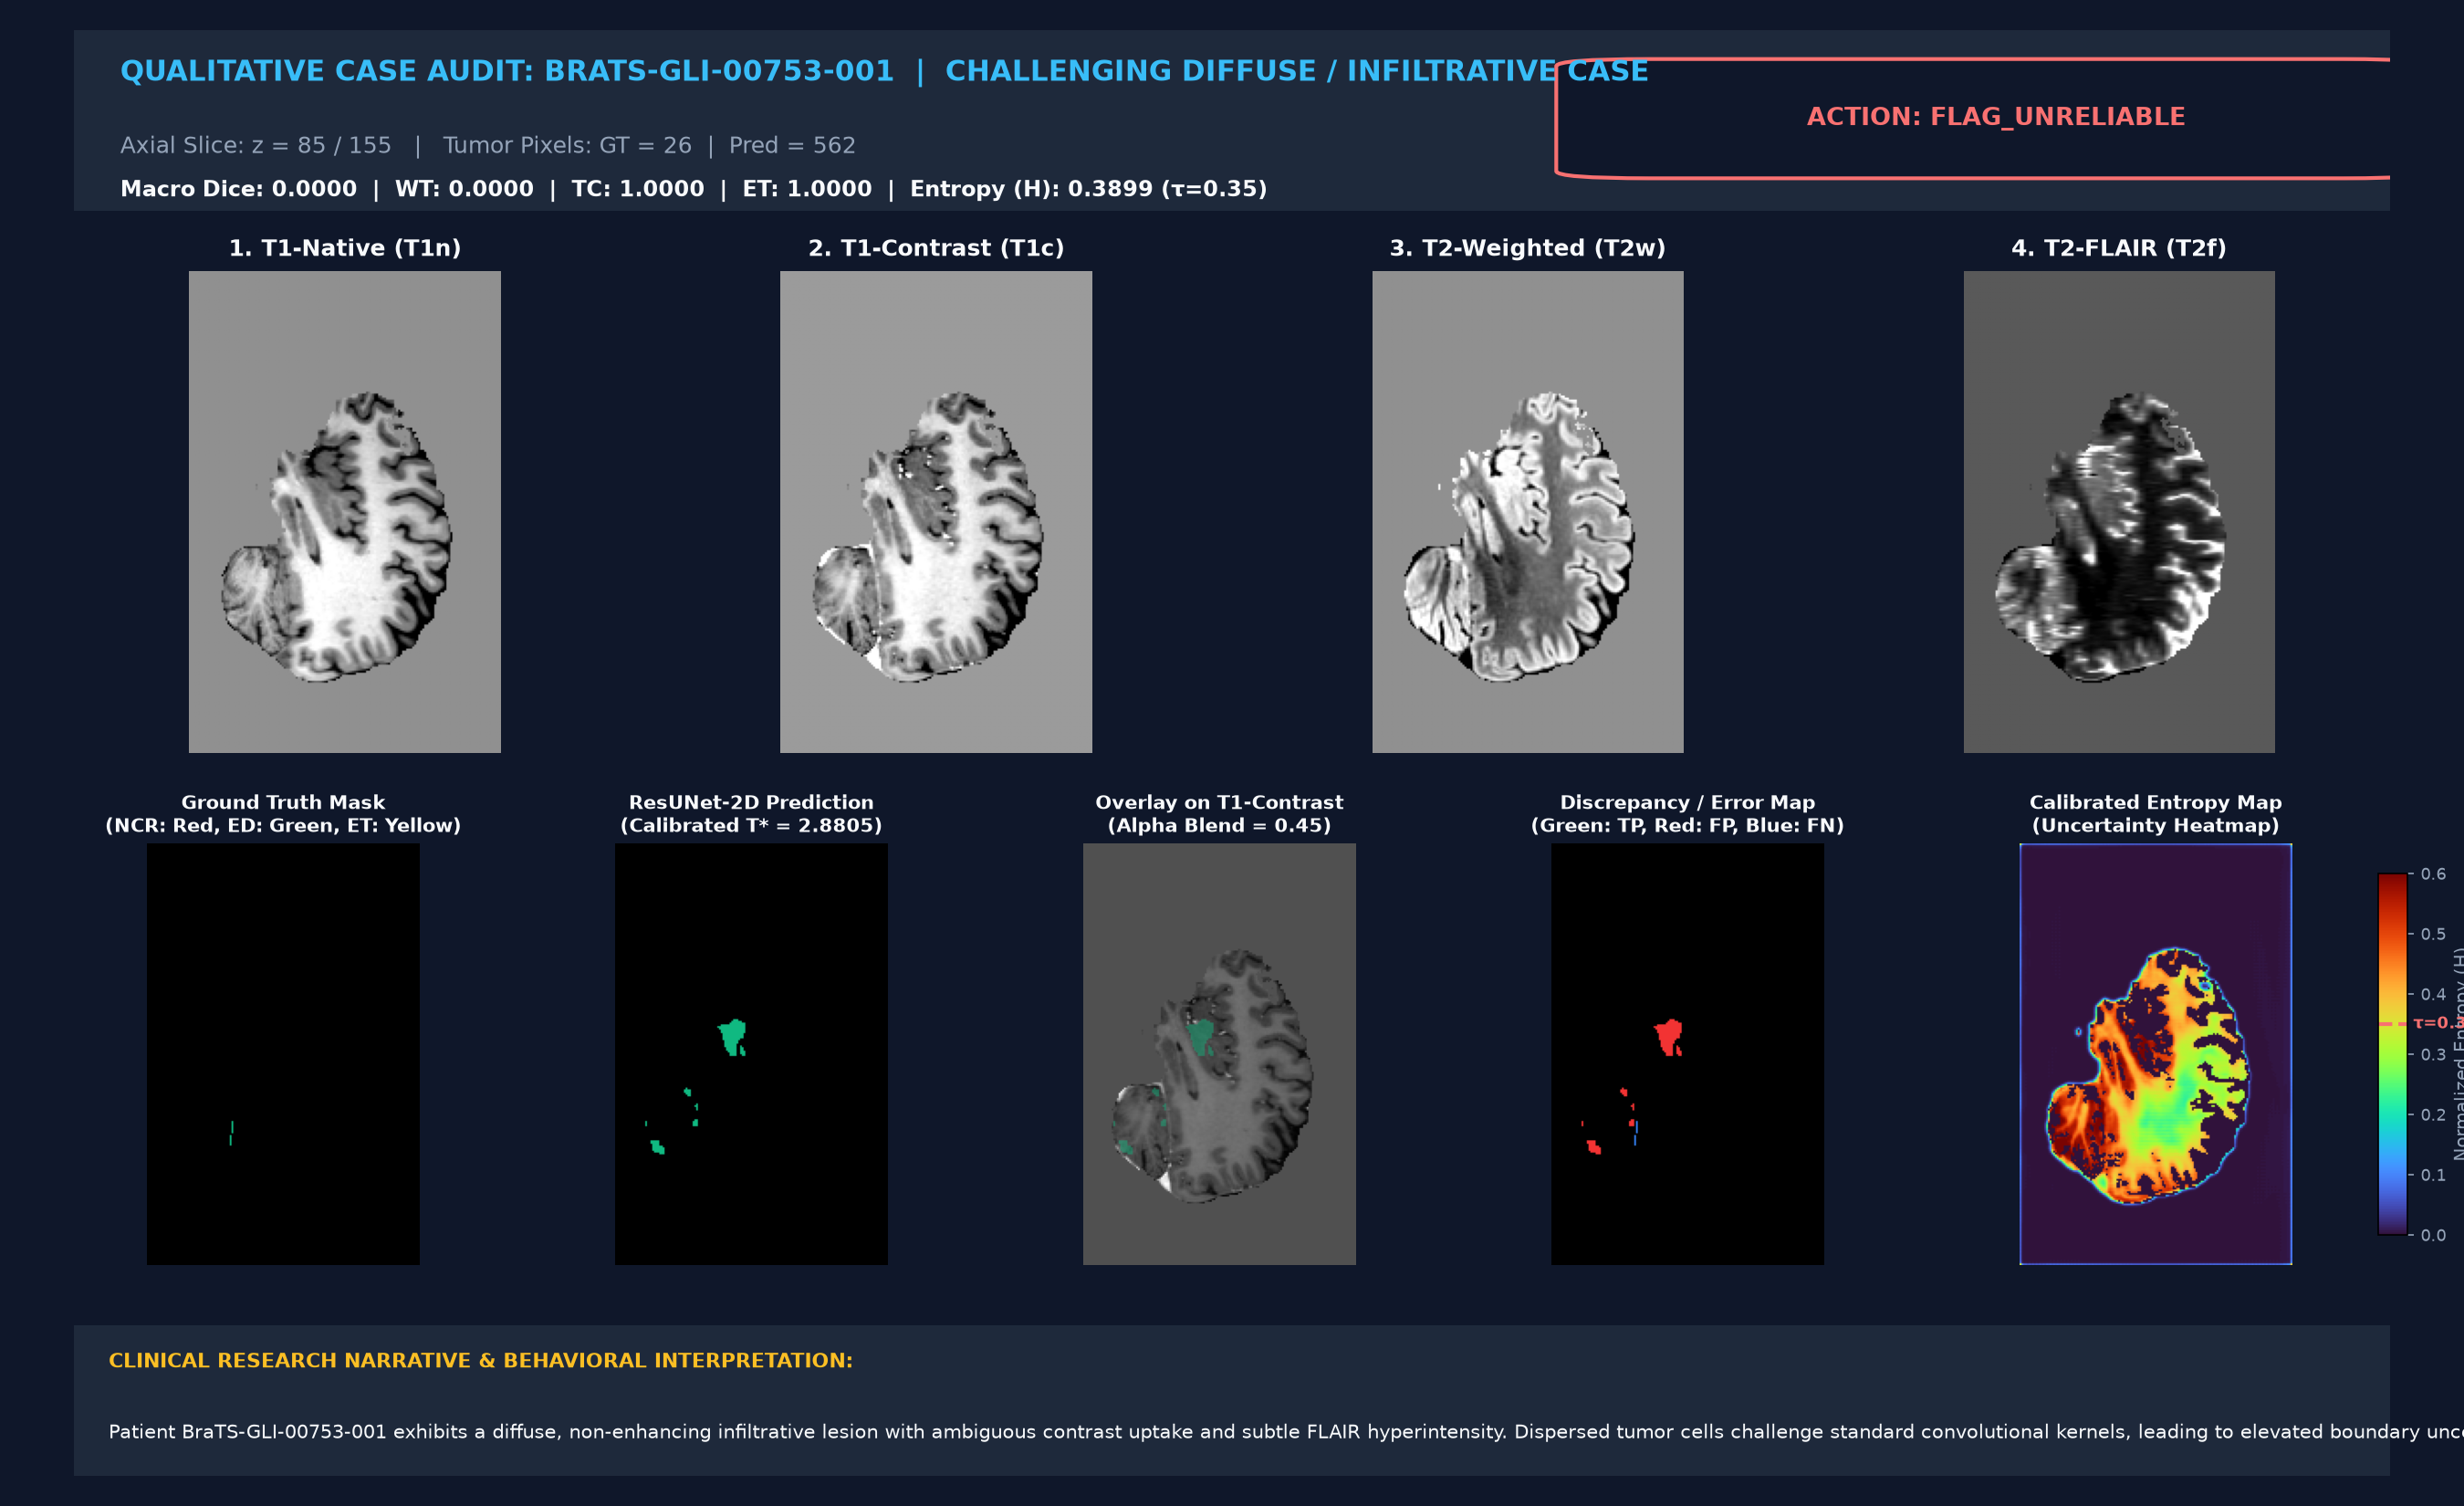 QUALITATIVE CASE AUDIT: BRATS-GLI-00753-001 | CHALLENGING DIFFUSE / INFILTRATIVE CASE
ACTION: FLAG_UNRELIABLE
Axial Slice: z = 85 / 155 | Tumor Pixels: GT = 26 | Pred = 562
Macro Dice: 0.0000 | WT: 0.0000 | TC: 1.0000 | ET: 1.0000 | Entropy (H): 0.3899 (τ=0.35)
1. T1-Native (T1n)
2. T1-Contrast (T1c)
3. T2-Weighted (T2w)
4. T2-FLAIR (T2f)
Ground Truth Mask
(NCR: Red, ED: Green, ET: Yellow)
ResUNet-2D Prediction
(Calibrated T* = 2.8805)
Overlay on T1-Contrast
(Alpha Blend = 0.45)
Discrepancy / Error Map
(Green: TP, Red: FP, Blue: FN)
Calibrated Entropy Map
(Uncertainty Heatmap)
0.6
0.5
0.4
τ=0.3
0.3
0.2
0.1
0.0
Normalized Entropy (H)
CLINICAL RESEARCH NARRATIVE & BEHAVIORAL INTERPRETATION:
Patient BraTS-GLI-00753-001 exhibits a diffuse, non-enhancing infiltrative lesion with ambiguous contrast uptake and subtle FLAIR hyperintensity. Dispersed tumor cells challenge standard convolutional kernels, leading to elevated boundary